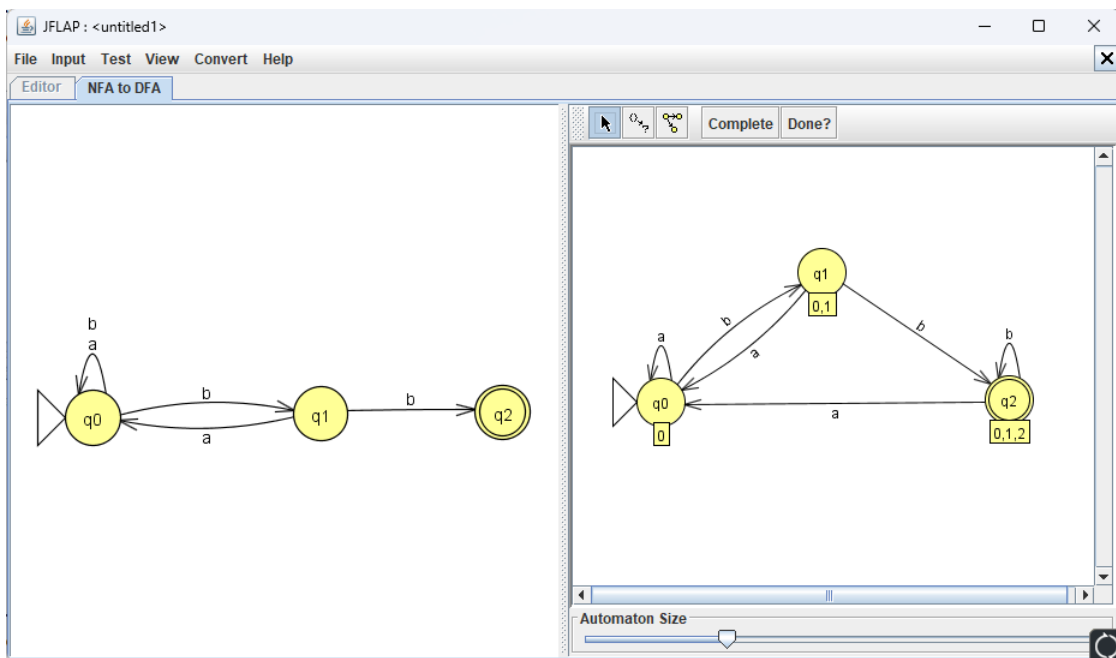 JFLAP : <untitled1>
File Input Test View Convert Help
Editor NFA to DFA
Complete Done?
b
a
q0
b
a
q1
b
q2
q1
0,1
a
b
a
b
b
q0
0
a
q2
0,1,2
Automaton Size